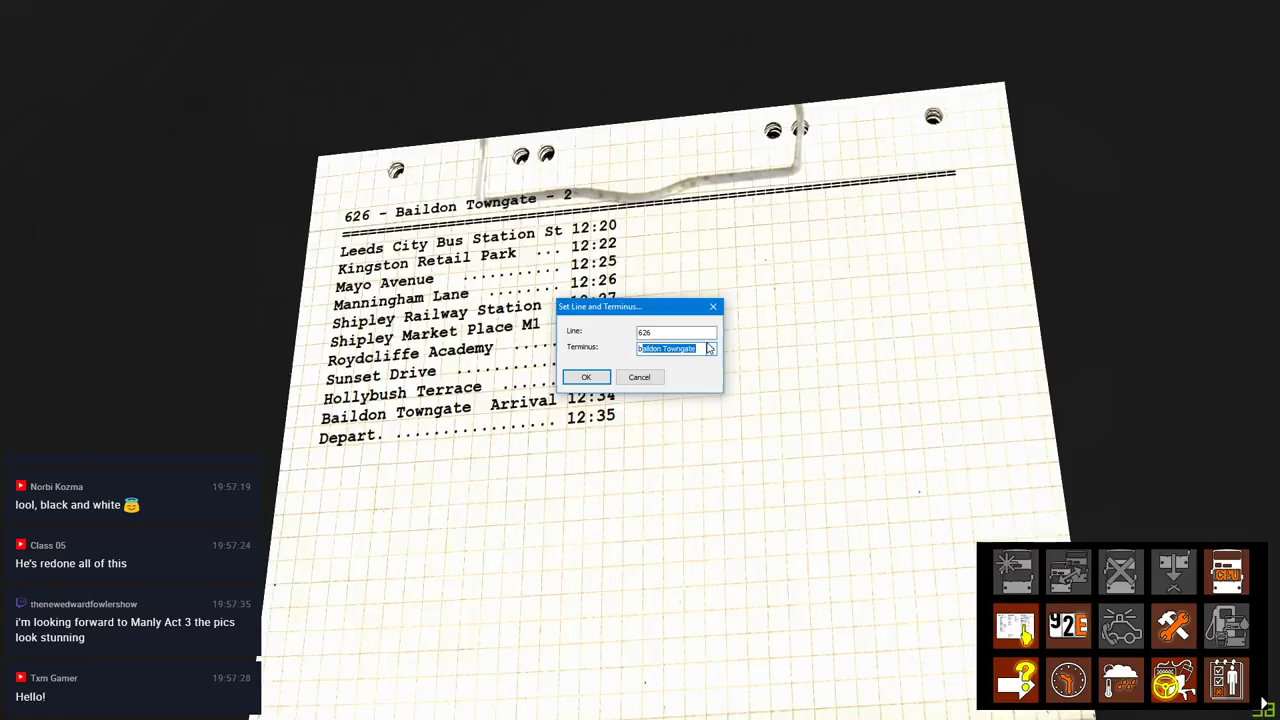 626 - Baildon Towngate - 2
Leeds City Bus Station St 12:20
Kingston Retail Park ... 12:22
Mayo Avenue .......... 12:25
Manningham Lane ........ 12:26
Shipley Railway Station
Shipley Market Place M1
Roydcliffe Academy
Sunset Drive
Hollybush Terrace
Baildon Towngate Arrival 12:34
Depart. ................. 12:35
Set Line and Terminus...
Line: 626
Terminus: baildon Towngate
OK Cancel
Norbi Kozma 19:57:19
lool, black and white
Class 05 19:57:24
He's redone all of this
thenewedwardfowlershow 19:57:35
i'm looking forward to Manly Act 3 the pics
look stunning
Txm Gamer 19:57:28
Hello!
CPU
92E